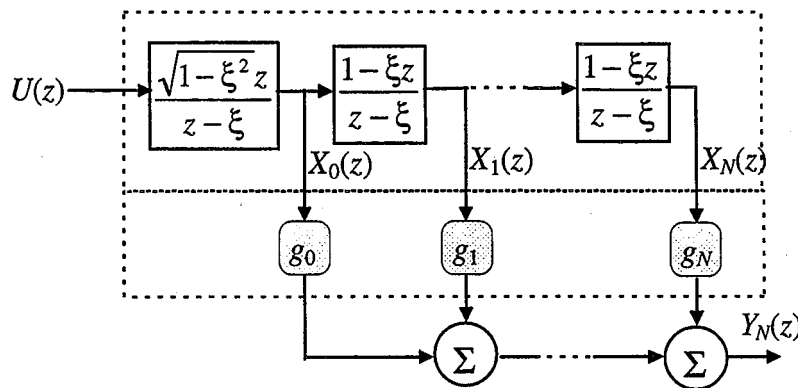 U(z)
√1−ξ² z
z − ξ
1 − ξz
z − ξ
1 − ξz
z − ξ
X₀(z)
X₁(z)
X_N(z)
g₀
g₁
g_N
Σ
Σ
Y_N(z)